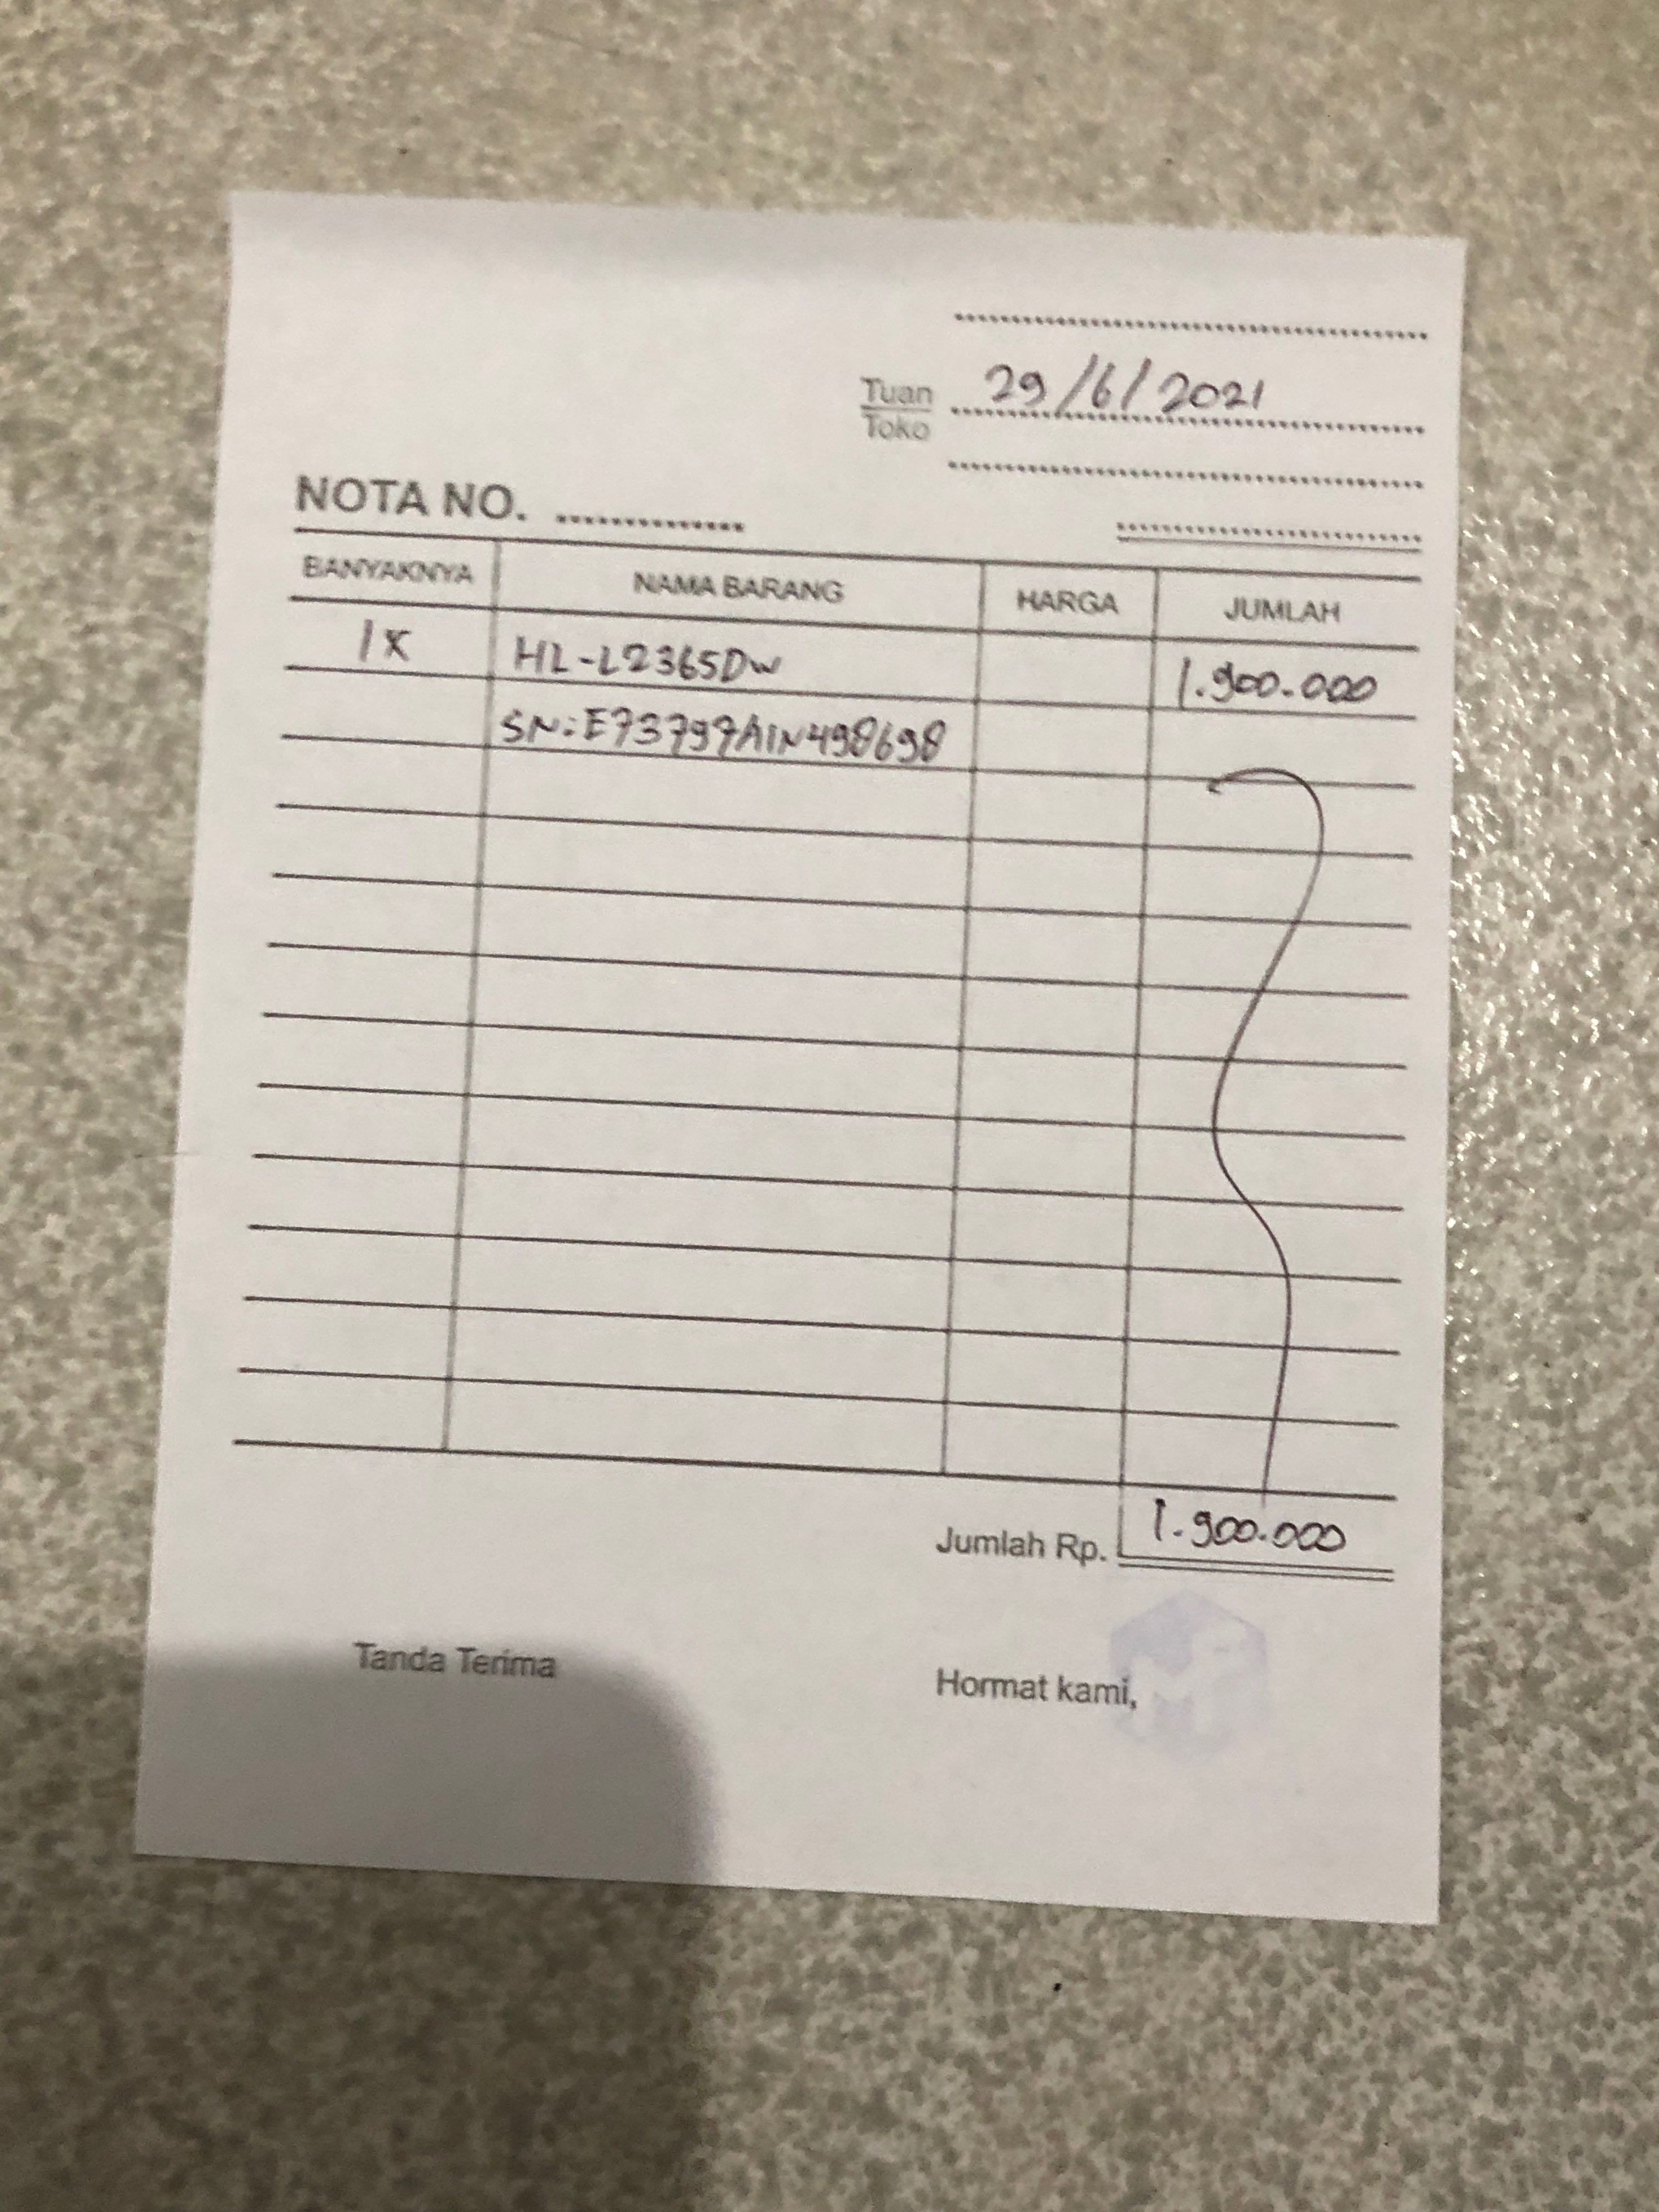 29/6/2021
Tuan
Toko
NOTA NO.
BANYAKNYA NAMA BARANG HARGA JUMLAH
1x HL-L2365DW 1.900.000
SN:E73797A1N498698
Jumlah Rp. 1.900.000
Tanda Terima Hormat kami,